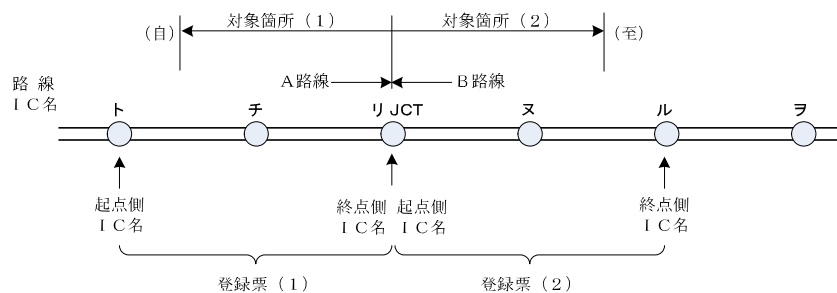 対象箇所（１） 対象箇所（２）
（自） （至）
Ａ路線 Ｂ路線
路 線
ＩＣ名
ト チ リ JCT ヌ ル ヲ
起点側
ＩＣ名
終点側
ＩＣ名
起点側
ＩＣ名
終点側
ＩＣ名
登録票（１） 登録票（２）